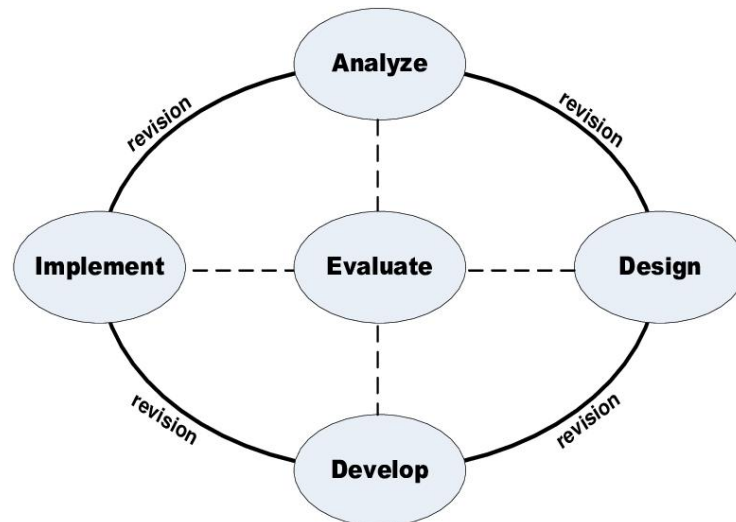 Analyze
revision
revision
Implement
Evaluate
Design
revision
revision
Develop